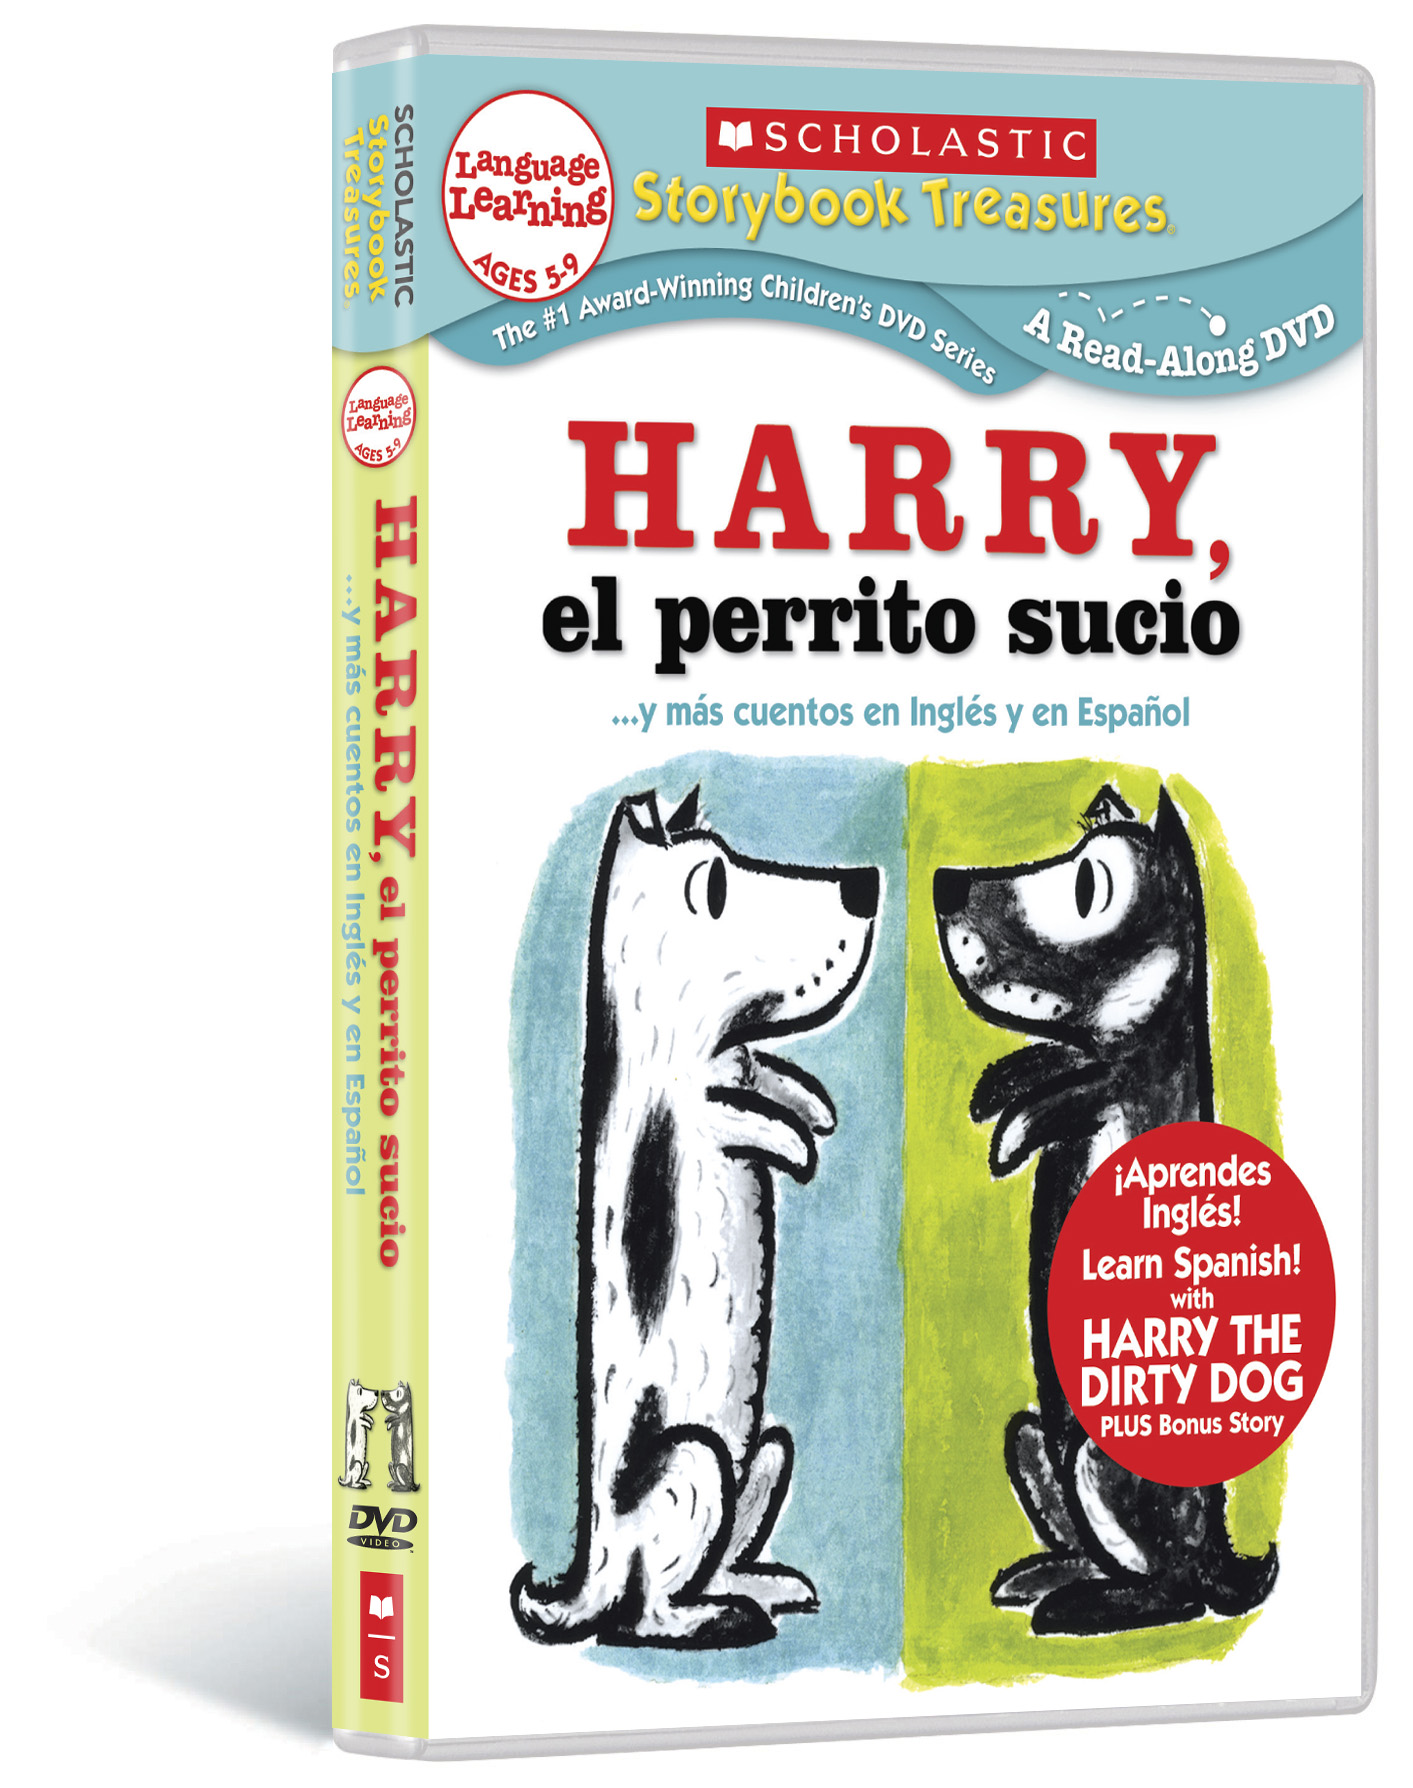 SCHOLASTIC
Storybook
Treasures®
Language
Learning
AGES 5-9
HARRY, el perrito sucio
...y más cuentos en Inglés y en Español
DVD
VIDEO
S
Language
Learning
AGES 5-9
SCHOLASTIC
Storybook Treasures®
The #1 Award-Winning Children's DVD Series
A Read-Along DVD
HARRY,
el perrito sucio
...y más cuentos en Inglés y en Español
¡Aprendes
Inglés!
Learn Spanish!
with
HARRY THE
DIRTY DOG
PLUS Bonus Story